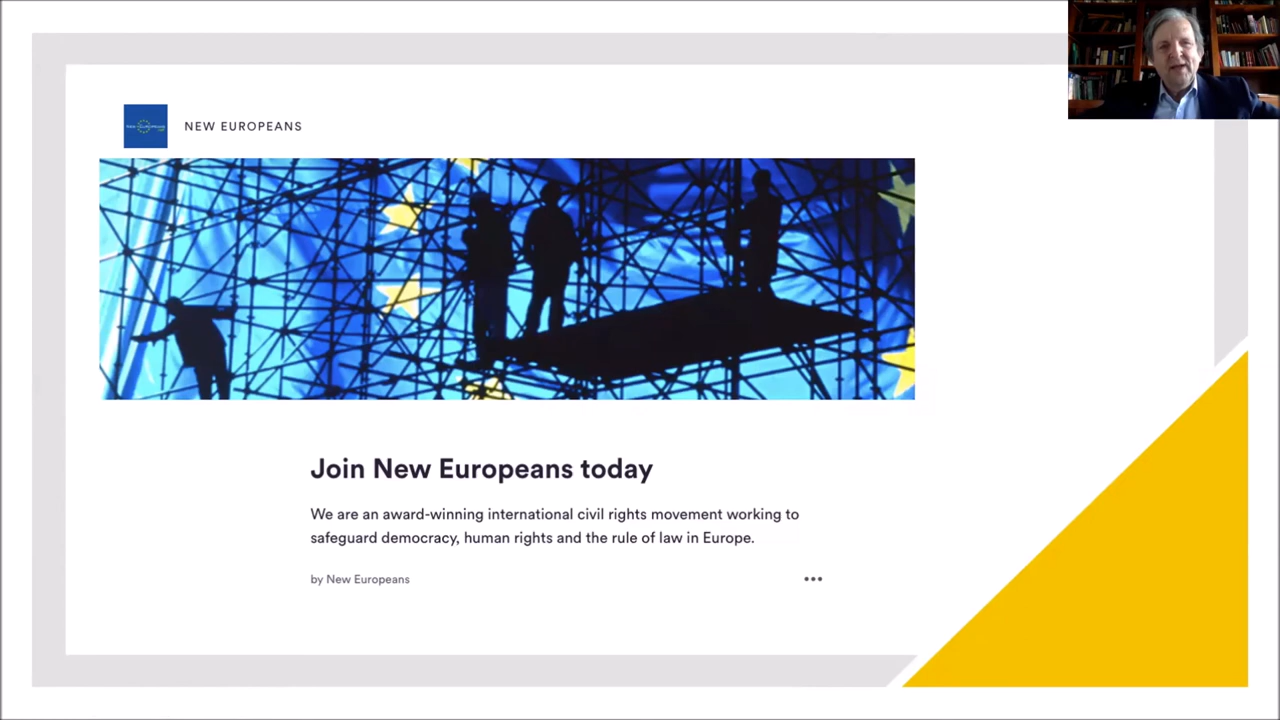 NEW EUROPEANS
Join New Europeans today
We are an award-winning international civil rights movement working to
safeguard democracy, human rights and the rule of law in Europe.
by New Europeans